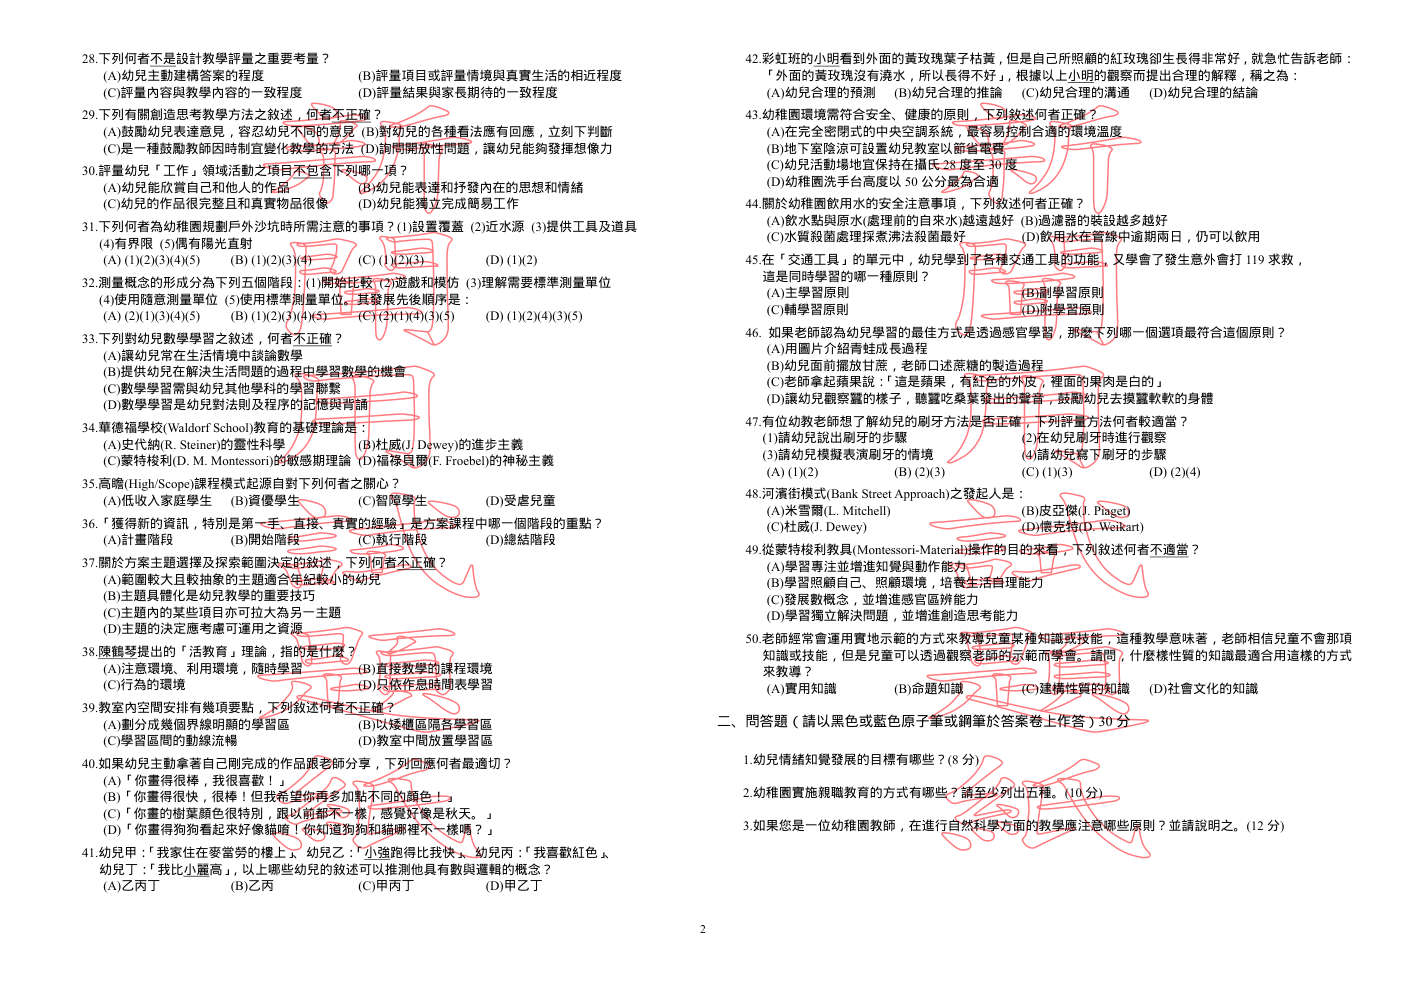 28.下列何者不是設計教學評量之重要考量？
(A)幼兒主動建構答案的程度 (B)評量項目或評量情境與真實生活的相近程度
(C)評量內容與教學內容的一致程度 (D)評量結果與家長期待的一致程度
29.下列有關創造思考教學方法之敘述，何者不正確？
(A)鼓勵幼兒表達意見，容忍幼兒不同的意見 (B)對幼兒的各種看法應有回應，立刻下判斷
(C)是一種鼓勵教師因時制宜變化教學的方法 (D)詢問開放性問題，讓幼兒能夠發揮想像力
30.評量幼兒「工作」領域活動之項目不包含下列哪一項？
(A)幼兒能欣賞自己和他人的作品 (B)幼兒能表達和抒發內在的思想和情緒
(C)幼兒的作品很完整且和真實物品很像 (D)幼兒能獨立完成簡易工作
31.下列何者為幼稚園規劃戶外沙坑時所需注意的事項？(1)設置覆蓋 (2)近水源 (3)提供工具及道具
(4)有界限 (5)偶有陽光直射
(A) (1)(2)(3)(4)(5) (B) (1)(2)(3)(4) (C) (1)(2)(3) (D) (1)(2)
32.測量概念的形成分為下列五個階段：(1)開始比較 (2)遊戲和模仿 (3)理解需要標準測量單位
(4)使用隨意測量單位 (5)使用標準測量單位。其發展先後順序是：
(A) (2)(1)(3)(4)(5) (B) (1)(2)(3)(4)(5) (C) (2)(1)(4)(3)(5) (D) (1)(2)(4)(3)(5)
33.下列對幼兒數學學習之敘述，何者不正確？
(A)讓幼兒常在生活情境中談論數學
(B)提供幼兒在解決生活問題的過程中學習數學的機會
(C)數學學習需與幼兒其他學科的學習聯繫
(D)數學學習是幼兒對法則及程序的記憶與背誦
34.華德福學校(Waldorf School)教育的基礎理論是：
(A)史代納(R. Steiner)的靈性科學 (B)杜威(J. Dewey)的進步主義
(C)蒙特梭利(D. M. Montessori)的敏感期理論 (D)福祿貝爾(F. Froebel)的神秘主義
35.高瞻(High/Scope)課程模式起源自對下列何者之關心？
(A)低收入家庭學生 (B)資優學生 (C)智障學生 (D)受虐兒童
36.「獲得新的資訊，特別是第一手、直接、真實的經驗」是方案課程中哪一個階段的重點？
(A)計畫階段 (B)開始階段 (C)執行階段 (D)總結階段
37.關於方案主題選擇及探索範圍決定的敘述，下列何者不正確？
(A)範圍較大且較抽象的主題適合年紀較小的幼兒
(B)主題具體化是幼兒教學的重要技巧
(C)主題內的某些項目亦可拉大為另一主題
(D)主題的決定應考慮可運用之資源
38.陳鶴琴提出的「活教育」理論，指的是什麼？
(A)注意環境、利用環境，隨時學習 (B)直接教學的課程環境
(C)行為的環境 (D)只依作息時間表學習
39.教室內空間安排有幾項要點，下列敘述何者不正確？
(A)劃分成幾個界線明顯的學習區 (B)以矮櫃區隔各學習區
(C)學習區間的動線流暢 (D)教室中間放置學習區
40.如果幼兒主動拿著自己剛完成的作品跟老師分享，下列回應何者最適切？
(A)「你畫得很棒，我很喜歡！」
(B)「你畫得很快，很棒！但我希望你再多加點不同的顏色！」
(C)「你畫的樹葉顏色很特別，跟以前都不一樣，感覺好像是秋天。」
(D)「你畫得狗狗看起來好像貓唷！你知道狗狗和貓哪裡不一樣嗎？」
41.幼兒甲：「我家住在麥當勞的樓上」、幼兒乙：「小強跑得比我快」、幼兒丙：「我喜歡紅色」、
幼兒丁：「我比小麗高」，以上哪些幼兒的敘述可以推測他具有數與邏輯的概念？
(A)乙丙丁 (B)乙丙 (C)甲丙丁 (D)甲乙丁
42.彩虹班的小明看到外面的黃玫瑰葉子枯黃，但是自己所照顧的紅玫瑰卻生長得非常好，就急忙告訴老師：
「外面的黃玫瑰沒有澆水，所以長得不好」，根據以上小明的觀察而提出合理的解釋，稱之為：
(A)幼兒合理的預測 (B)幼兒合理的推論 (C)幼兒合理的溝通 (D)幼兒合理的結論
43.幼稚園環境需符合安全、健康的原則，下列敘述何者正確？
(A)在完全密閉式的中央空調系統，最容易控制合適的環境溫度
(B)地下室陰涼可設置幼兒教室以節省電費
(C)幼兒活動場地宜保持在攝氏 28 度至 30 度
(D)幼稚園洗手台高度以 50 公分最為合適
44.關於幼稚園飲用水的安全注意事項，下列敘述何者正確？
(A)飲水點與原水(處理前的自來水)越遠越好 (B)過濾器的裝設越多越好
(C)水質殺菌處理採煮沸法殺菌最好 (D)飲用水在管線中逾期兩日，仍可以飲用
45.在「交通工具」的單元中，幼兒學到了各種交通工具的功能，又學會了發生意外會打 119 求救，
這是同時學習的哪一種原則？
(A)主學習原則 (B)副學習原則
(C)輔學習原則 (D)附學習原則
46. 如果老師認為幼兒學習的最佳方式是透過感官學習，那麼下列哪一個選項最符合這個原則？
(A)用圖片介紹青蛙成長過程
(B)幼兒面前擺放甘蔗，老師口述蔗糖的製造過程
(C)老師拿起蘋果說：「這是蘋果，有紅色的外皮，裡面的果肉是白的」
(D)讓幼兒觀察蠶的樣子，聽蠶吃桑葉發出的聲音，鼓勵幼兒去摸蠶軟軟的身體
47.有位幼教老師想了解幼兒的刷牙方法是否正確，下列評量方法何者較適當？
(1)請幼兒說出刷牙的步驟 (2)在幼兒刷牙時進行觀察
(3)請幼兒模擬表演刷牙的情境 (4)請幼兒寫下刷牙的步驟
(A) (1)(2) (B) (2)(3) (C) (1)(3) (D) (2)(4)
48.河濱街模式(Bank Street Approach)之發起人是：
(A)米雪爾(L. Mitchell) (B)皮亞傑(J. Piaget)
(C)杜威(J. Dewey) (D)懷克特(D. Weikart)
49.從蒙特梭利教具(Montessori-Material)操作的目的來看，下列敘述何者不適當？
(A)學習專注並增進知覺與動作能力
(B)學習照顧自己、照顧環境，培養生活自理能力
(C)發展數概念，並增進感官區辨能力
(D)學習獨立解決問題，並增進創造思考能力
50.老師經常會運用實地示範的方式來教導兒童某種知識或技能，這種教學意味著，老師相信兒童不會那項
知識或技能，但是兒童可以透過觀察老師的示範而學會。請問，什麼樣性質的知識最適合用這樣的方式
來教導？
(A)實用知識 (B)命題知識 (C)建構性質的知識 (D)社會文化的知識
二、問答題（請以黑色或藍色原子筆或鋼筆於答案卷上作答）30 分
1.幼兒情緒知覺發展的目標有哪些？(8 分)
2.幼稚園實施親職教育的方式有哪些？請至少列出五種。(10 分)
3.如果您是一位幼稚園教師，在進行自然科學方面的教學應注意哪些原則？並請說明之。(12 分)
2